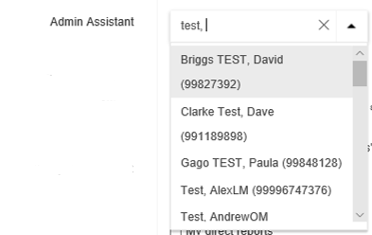 Admin Assistant
test,
Briggs TEST, David
(99827392)
Clarke Test, Dave
(991189898)
Gago TEST, Paula (99848128)
Test, AlexLM (99996747376)
Test, AndrewOM
My direct reports